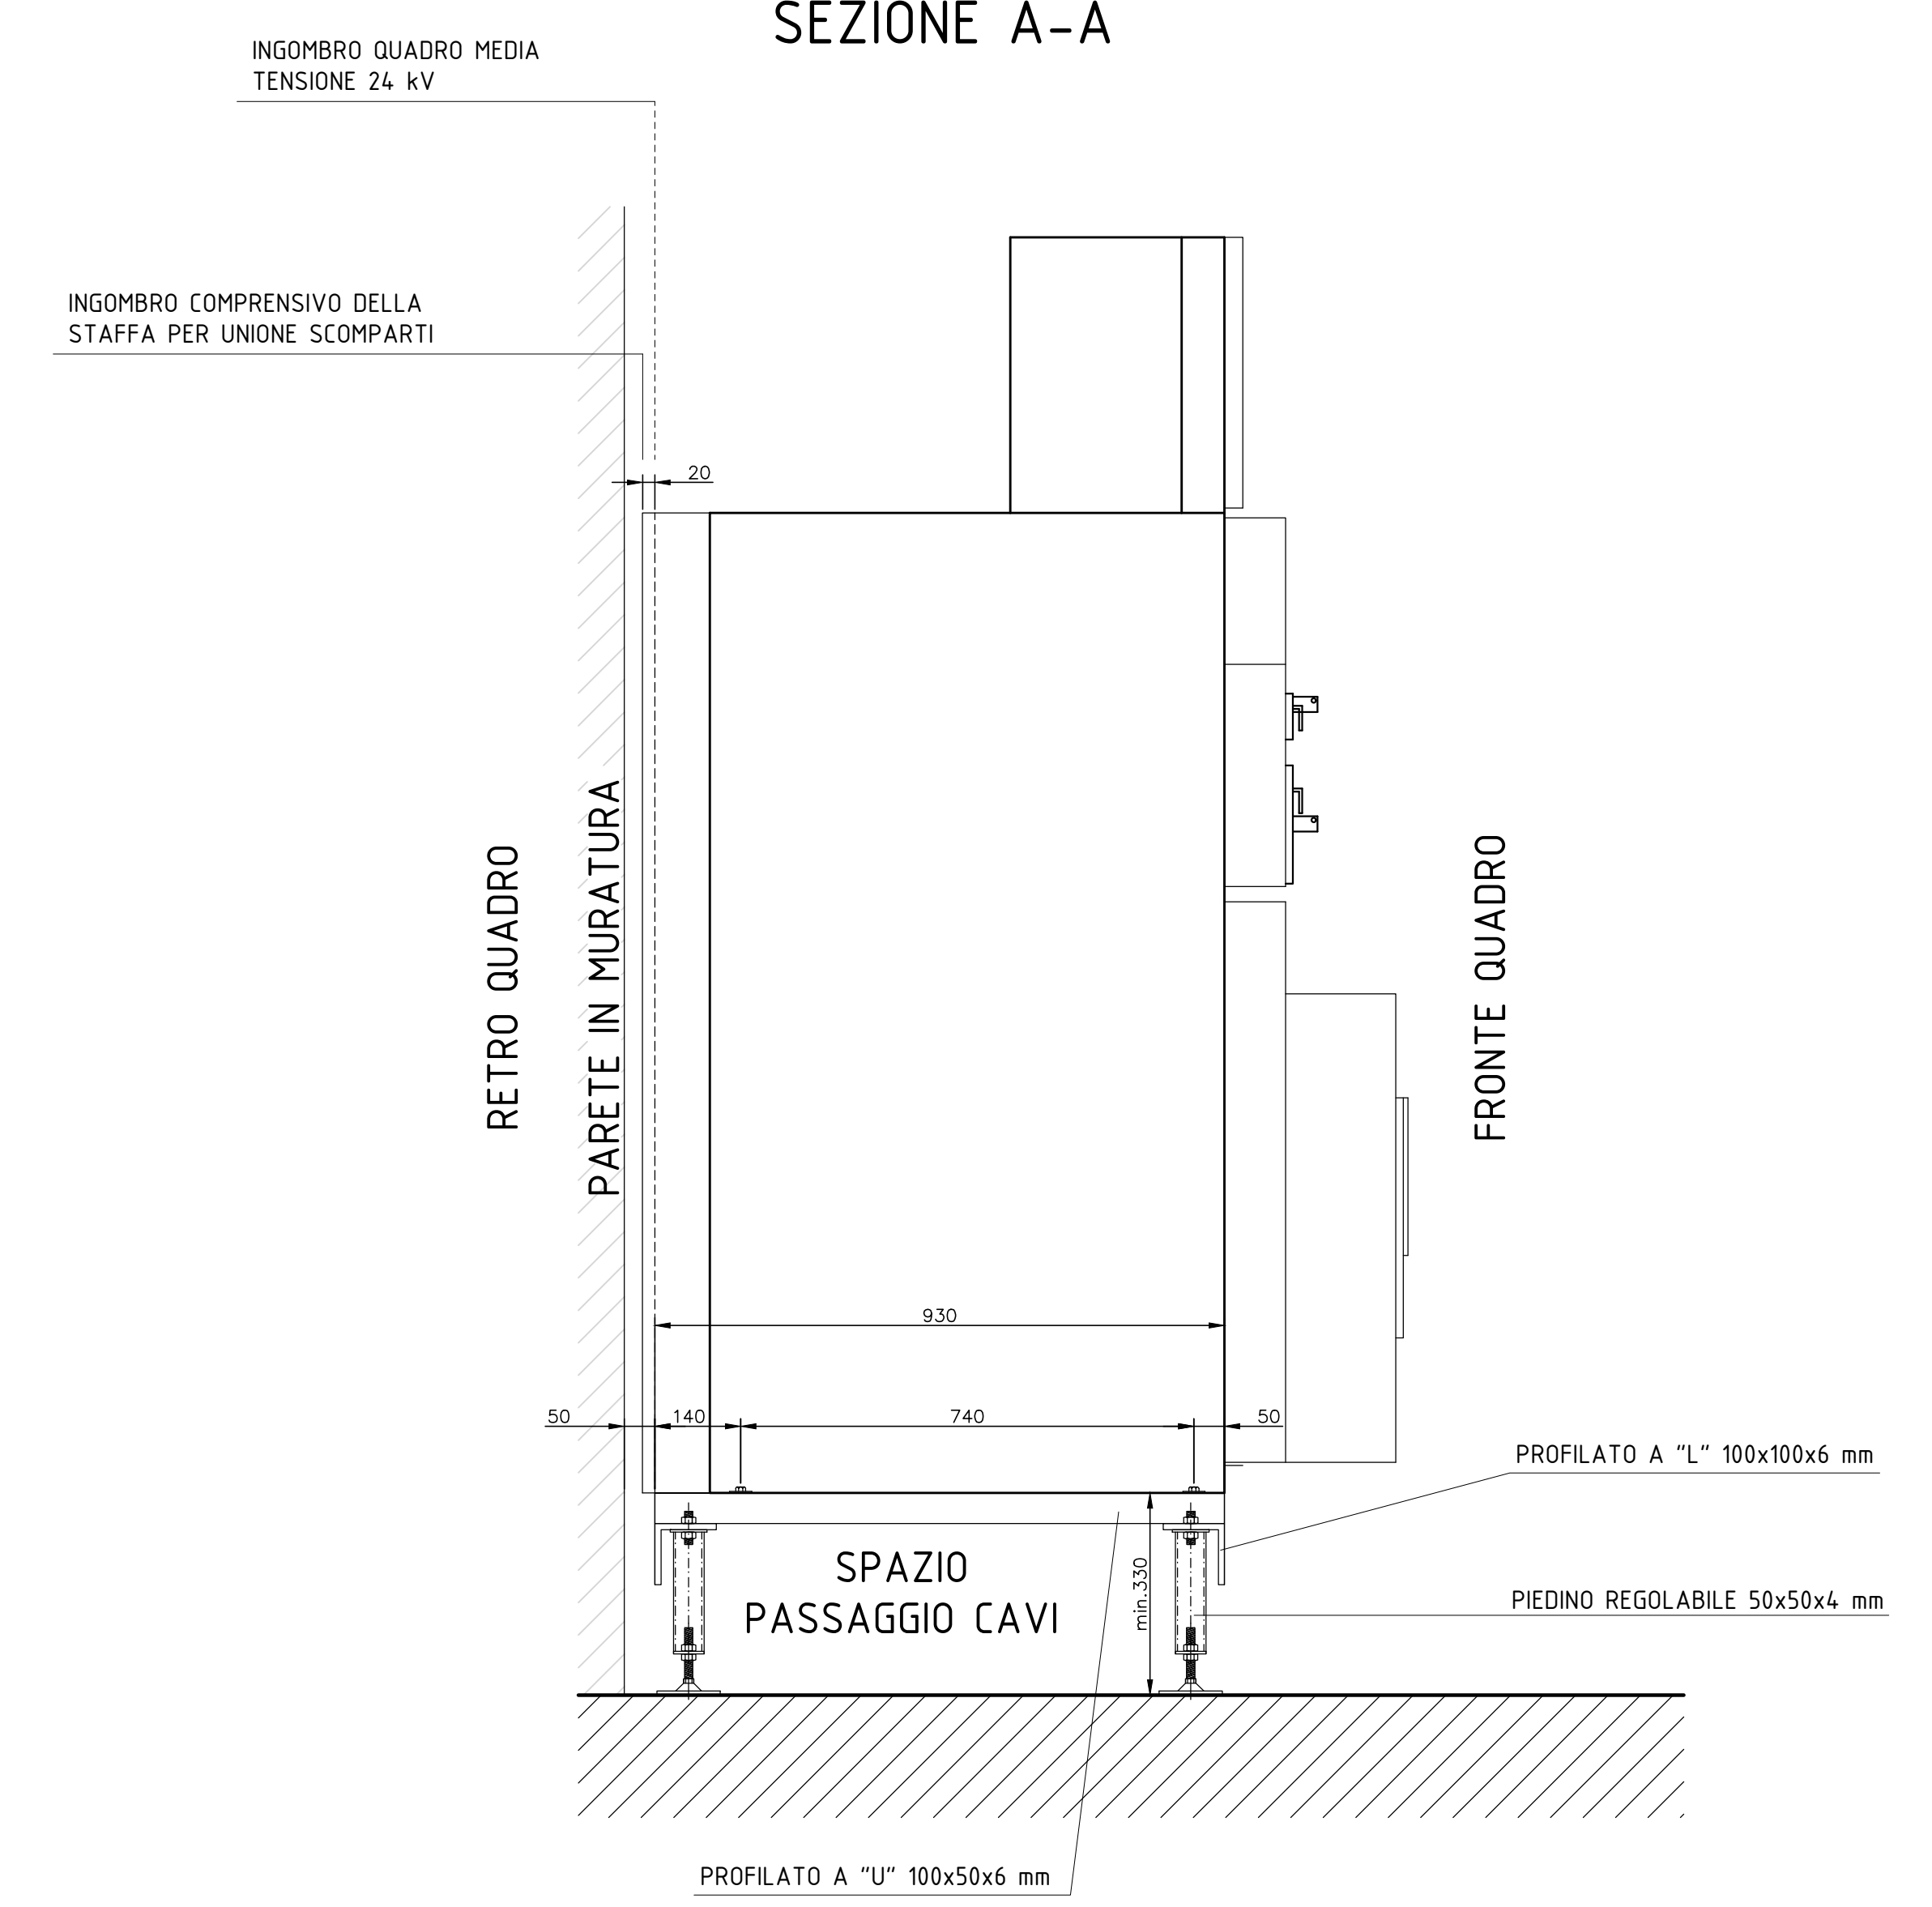 SEZIONE A-A
INGOMBRO QUADRO MEDIA
TENSIONE 24 kV
INGOMBRO COMPRENSIVO DELLA
STAFFA PER UNIONE SCOMPARTI
20
RETRO QUADRO
PARETE IN MURATURA
FRONTE QUADRO
930
50
140
740
50
PROFILATO A "L" 100x100x6 mm
min.330
SPAZIO
PASSAGGIO CAVI
PIEDINO REGOLABILE 50x50x4 mm
PROFILATO A "U" 100x50x6 mm